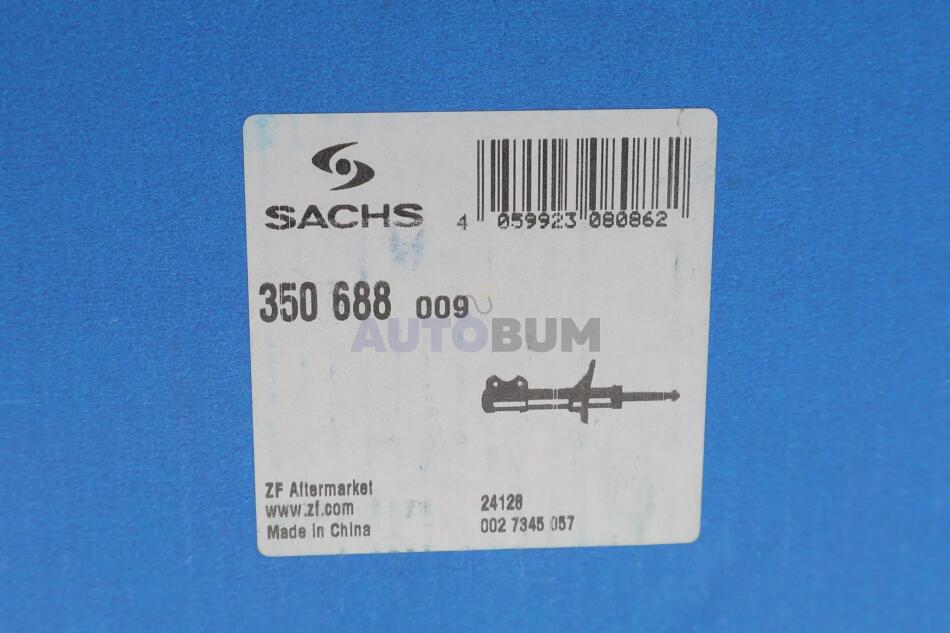 SACHS
4 059923 080862
350 688 009
AUTOBUM
ZF Aftermarket
www.zf.com
Made in China
24128
002 7345 057